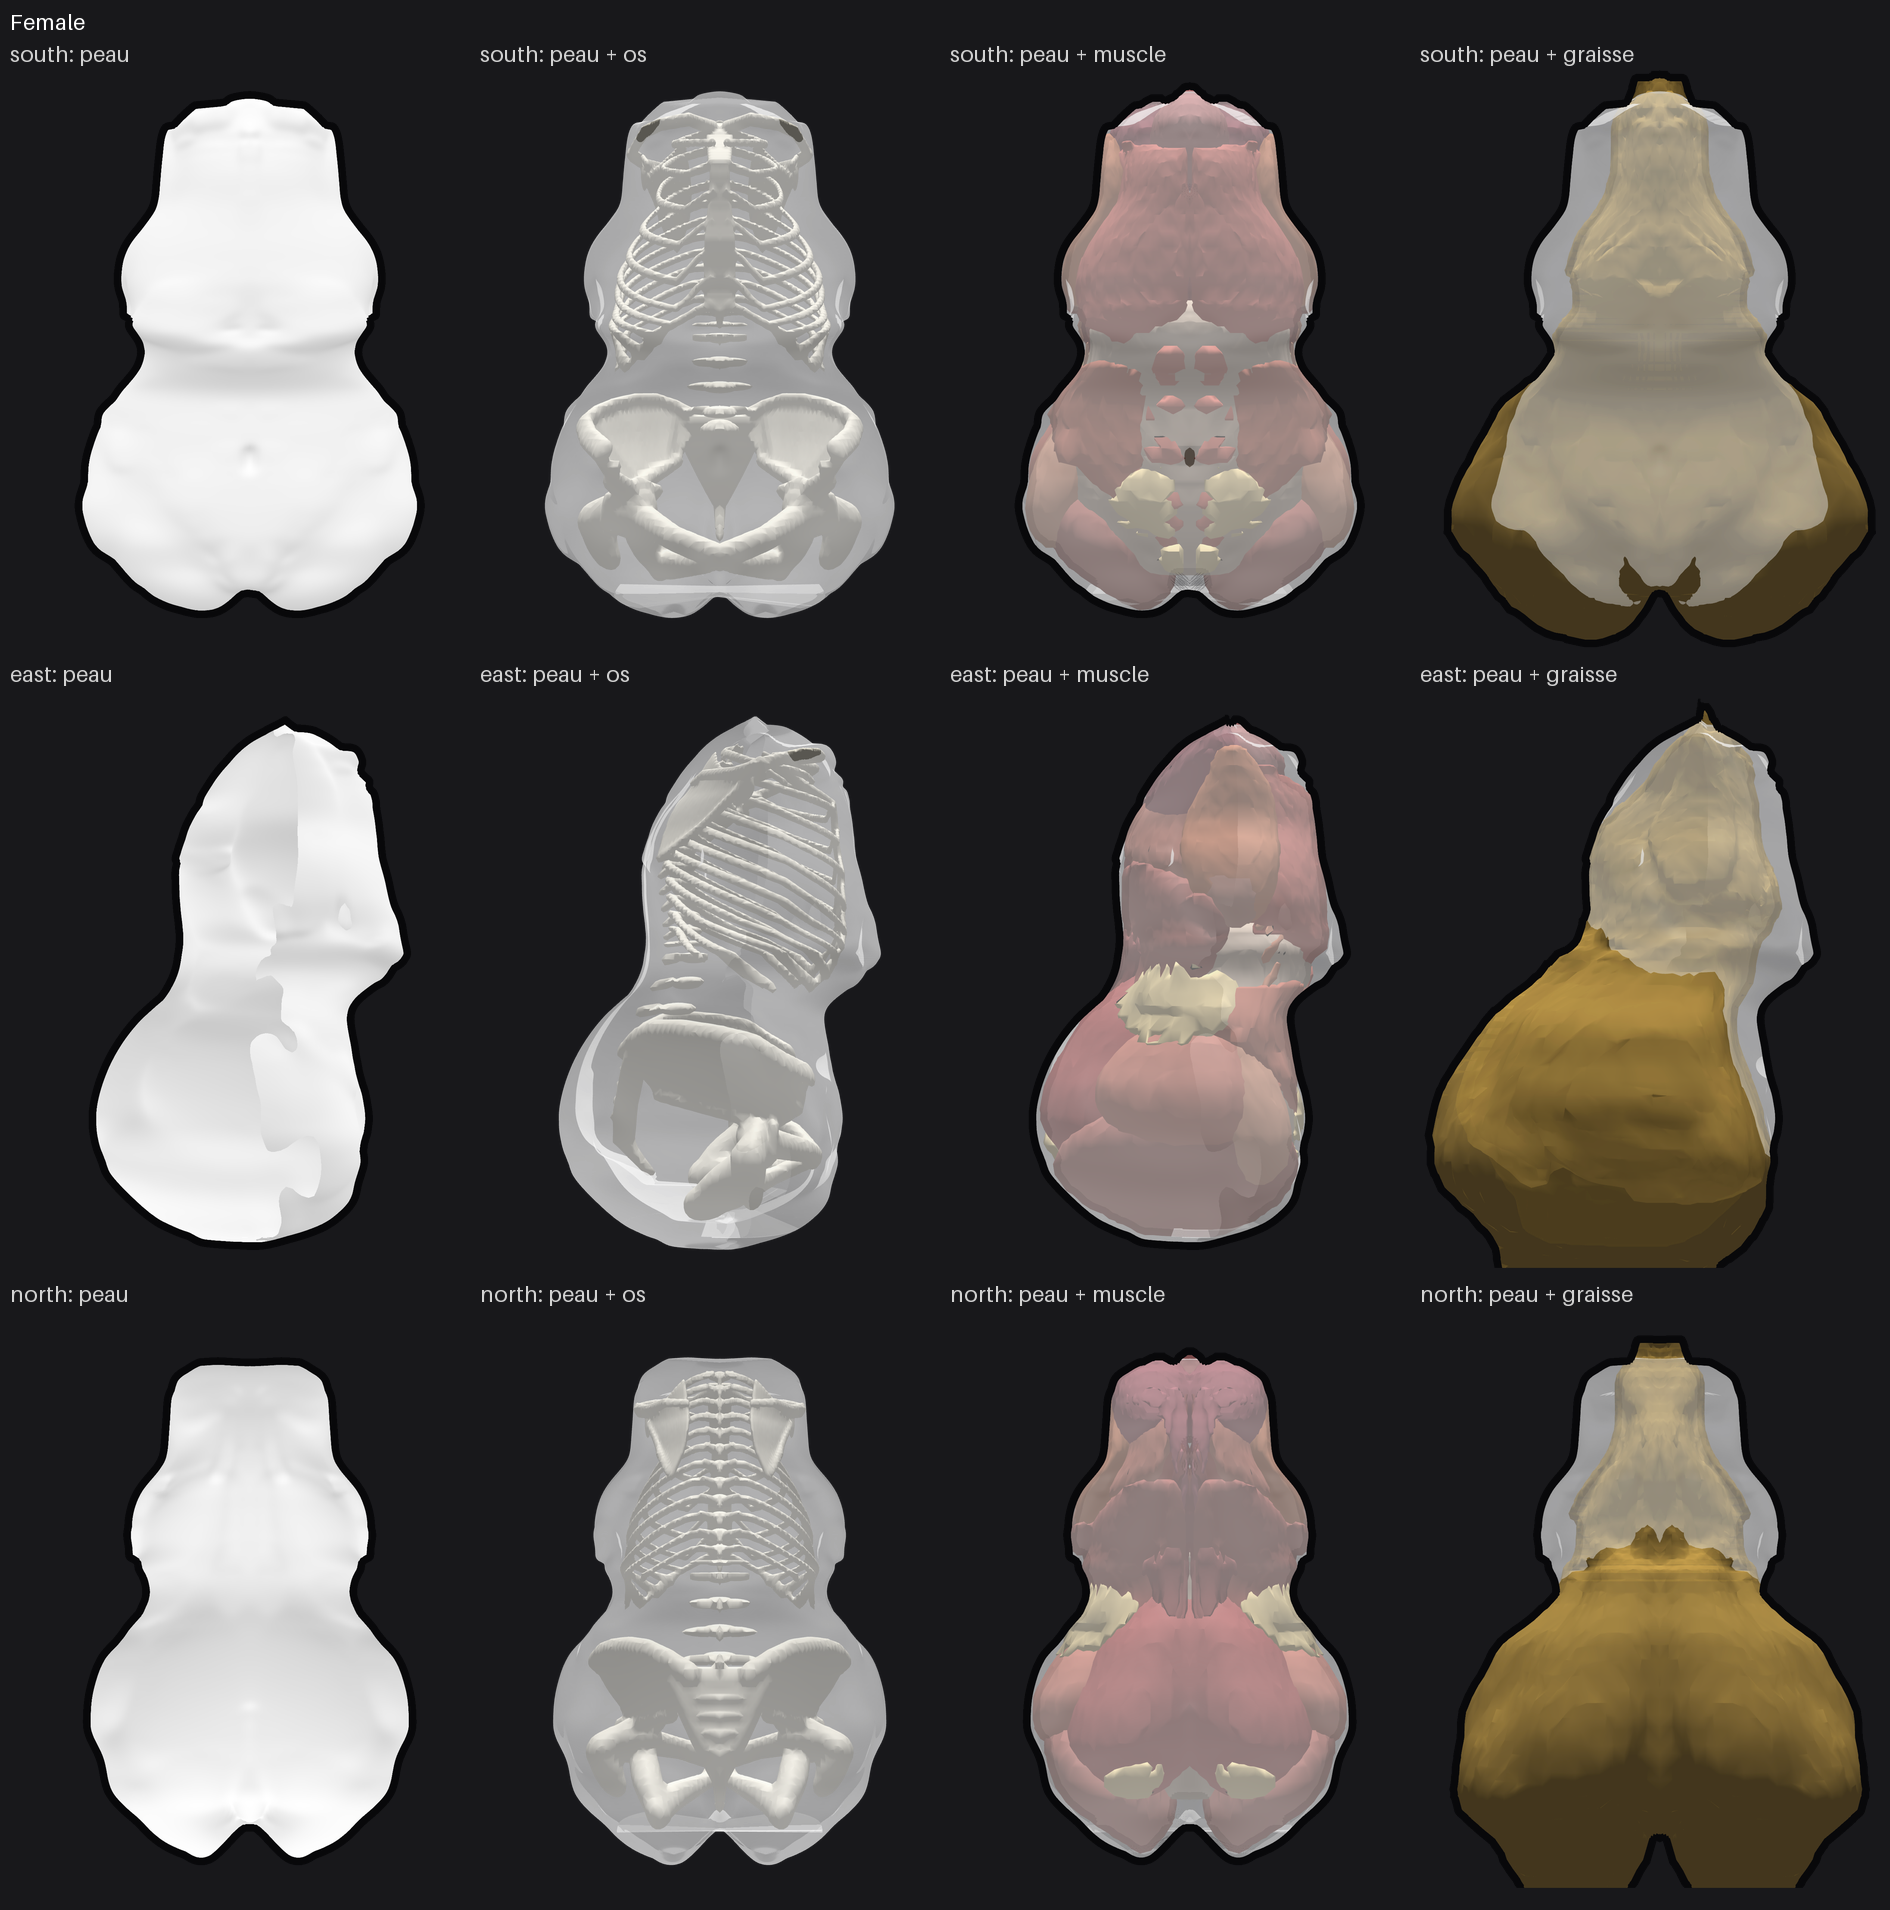 Female
south: peau
south: peau + os
south: peau + muscle
south: peau + graisse
east: peau
east: peau + os
east: peau + muscle
east: peau + graisse
north: peau
north: peau + os
north: peau + muscle
north: peau + graisse